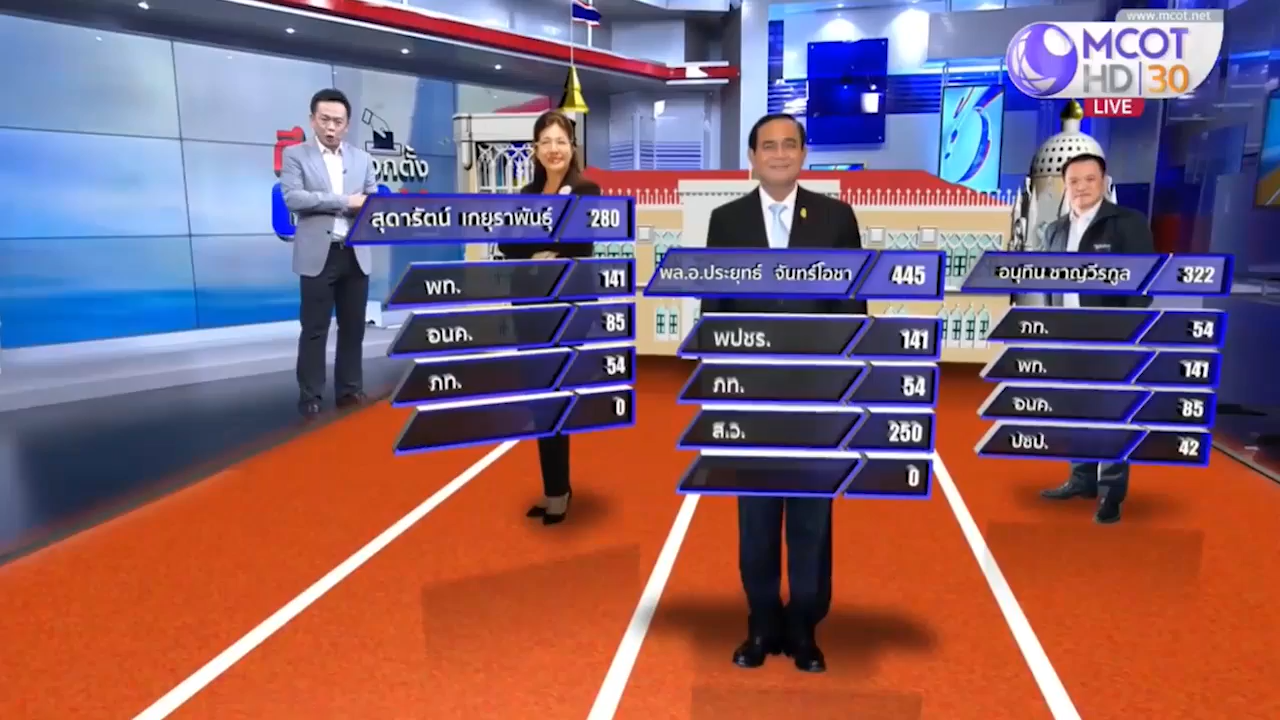 www.mcot.net
MCOT
HD 30
LIVE
สุดารัตน์ เกยุราพันธุ์ 280
พท. 141
อนค. 85
ภท. 54
0
พล.อ.ประยุทธ์ จันทร์โอชา 445
พปชร. 141
ภท. 54
ส.ว. 250
0
อนุทิน ชาญวีรกูล 322
ภท. 54
พท. 141
อนค. 85
ปชป. 42